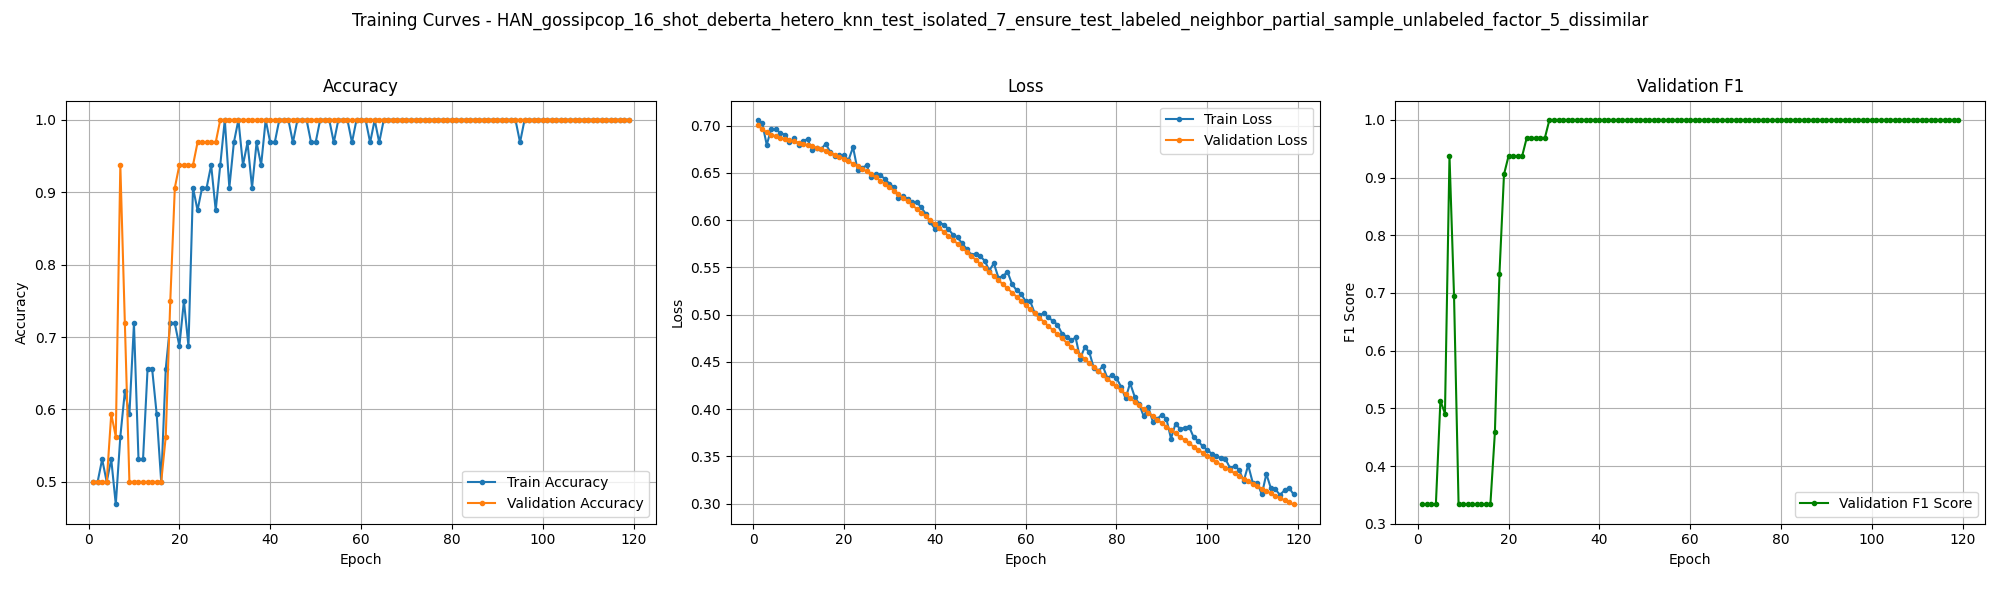 Training Curves - HAN_gossipcop_16_shot_deberta_hetero_knn_test_isolated_7_ensure_test_labeled_neighbor_partial_sample_unlabeled_factor_5_dissimilar
Accuracy
Accuracy
1.0
0.9
0.8
0.7
0.6
0.5
Train Accuracy
Validation Accuracy
0 20 40 60 80 100 120
Epoch
Loss
Loss
0.70
0.65
0.60
0.55
0.50
0.45
0.40
0.35
0.30
Train Loss
Validation Loss
0 20 40 60 80 100 120
Epoch
Validation F1
F1 Score
1.0
0.9
0.8
0.7
0.6
0.5
0.4
0.3
Validation F1 Score
0 20 40 60 80 100 120
Epoch